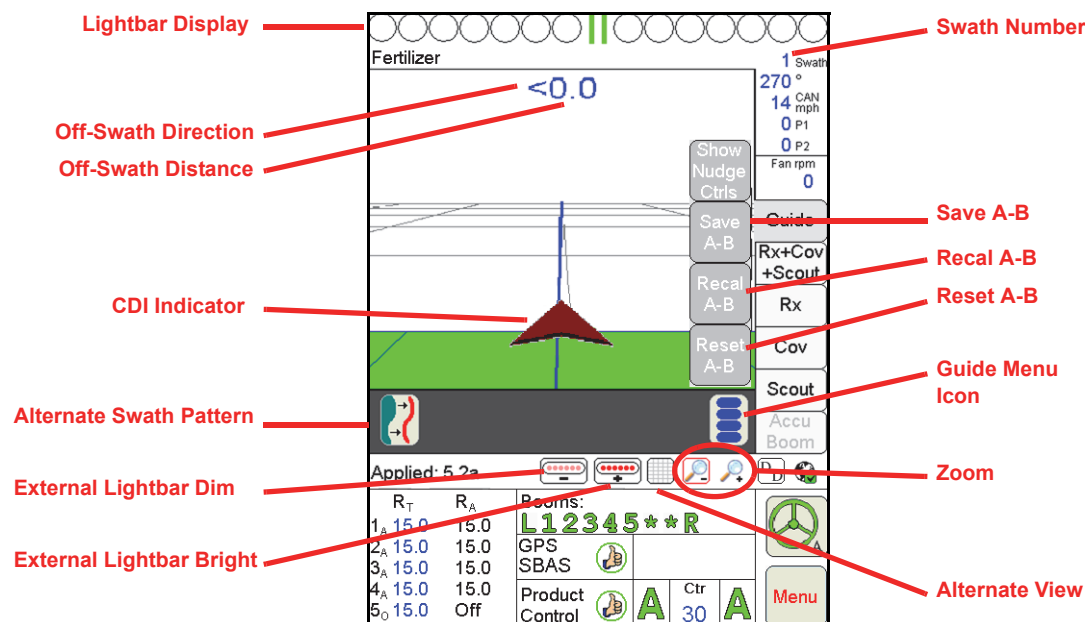 Lightbar Display
Swath Number
Fertilizer
1 Swath
<0.0
270 °
14 CAN mph
0 P1
0 P2
Fan rpm
0
Off-Swath Direction
Off-Swath Distance
Show
Nudge
Ctrls
Save
A-B
Save A-B
Guide
Recal
A-B
Recal A-B
Rx+Cov
+Scout
Reset
A-B
Reset A-B
Rx
CDI Indicator
Cov
Guide Menu
Icon
Scout
Accu
Boom
Alternate Swath Pattern
Applied: 5.2a
DD
Zoom
External Lightbar Dim
External Lightbar Bright
RT RA
1A 15.0 15.0
2A 15.0 15.0
3A 15.0 15.0
4A 15.0 15.0
5O 15.0 Off
Booms:
L12345**R
GPS
SBAS
Product
Control
A
Ctr
30
A
A
Menu
Alternate View